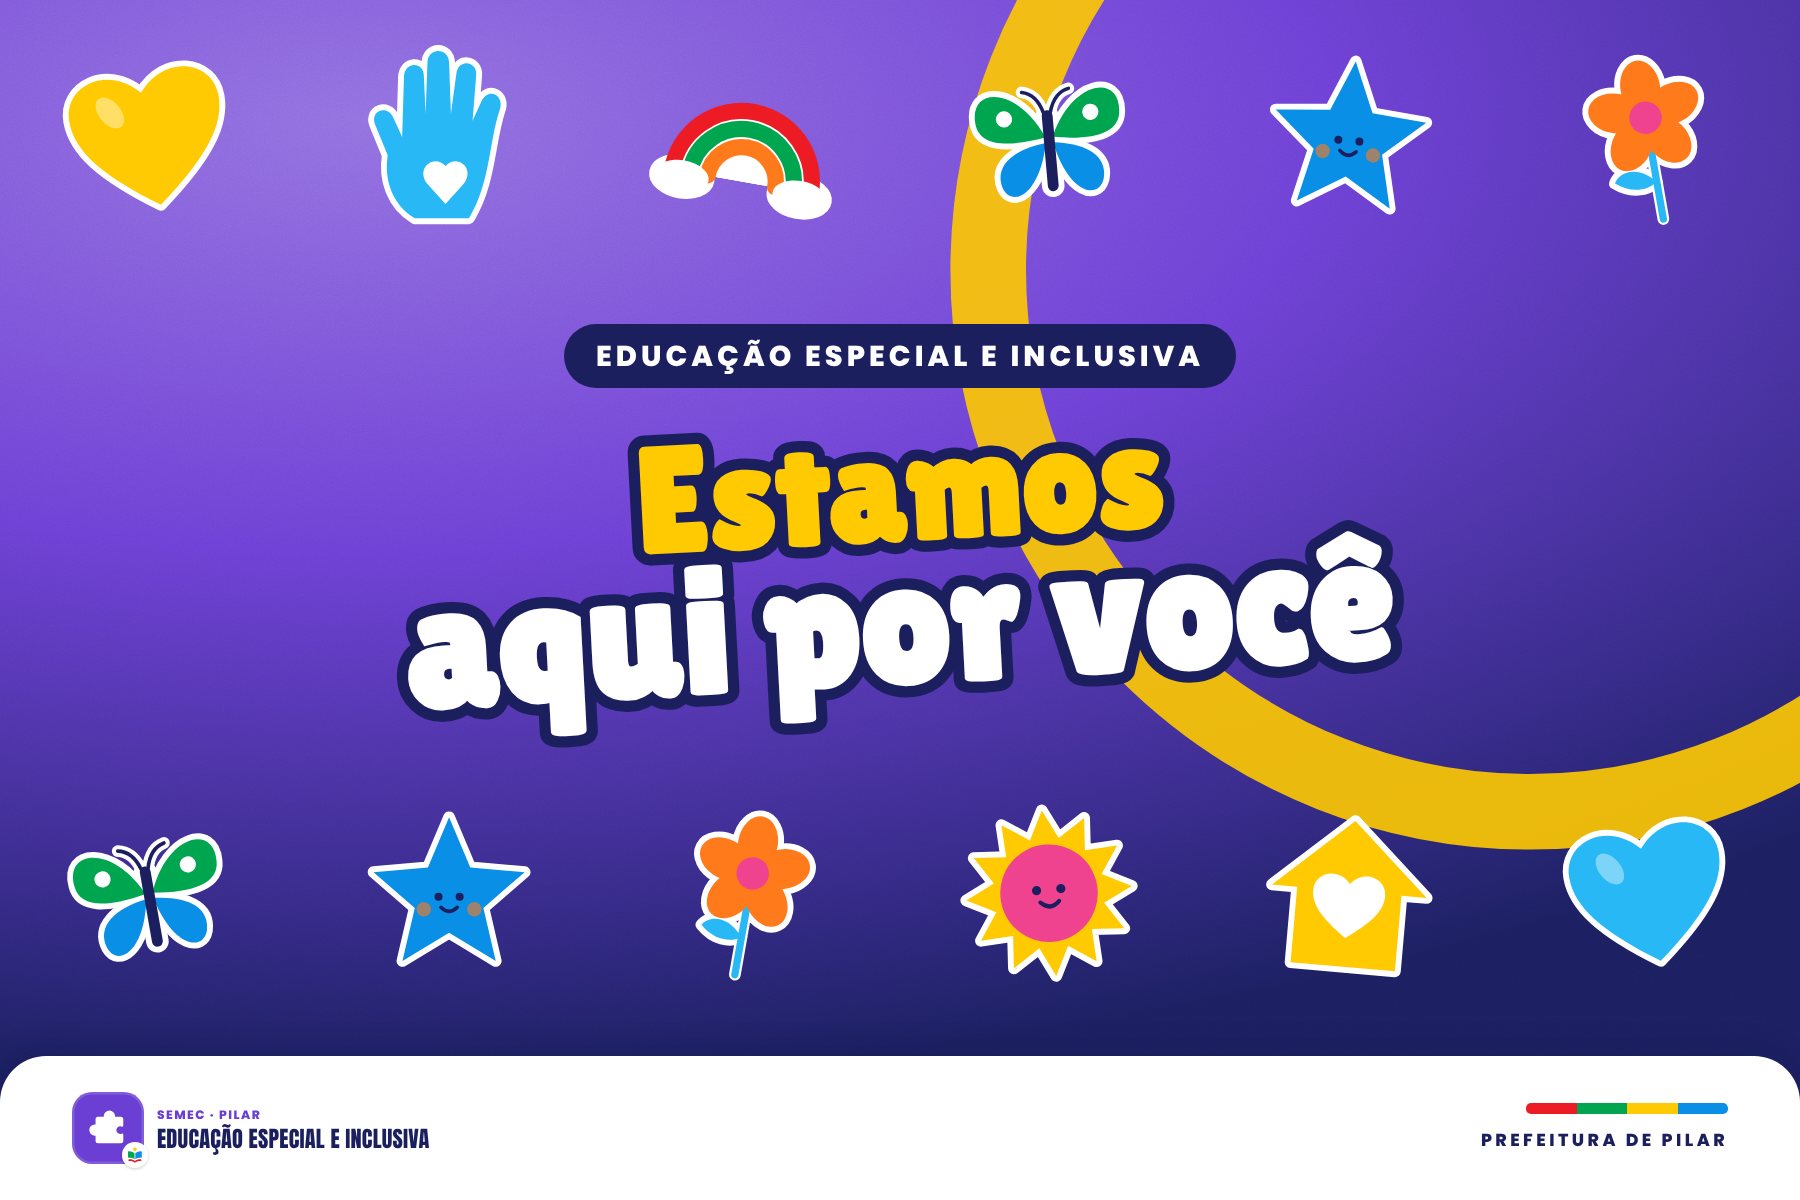 EDUCAÇÃO ESPECIAL E INCLUSIVA
Estamos
aqui por você
SEMEC · PILAR
EDUCAÇÃO ESPECIAL E INCLUSIVA
PREFEITURA DE PILAR